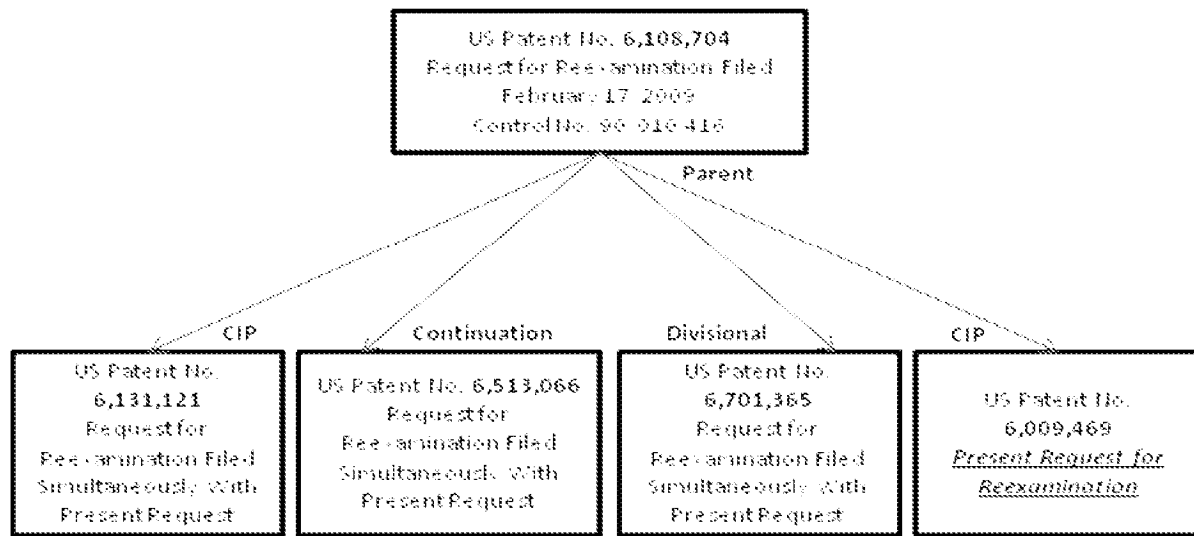 US Patent No. 6,108,704
Request for Reexamination Filed
February 17, 2009
Control No. 90/010,416
Parent
CIP
Continuation
Divisional
CIP
US Patent No.
6,131,121
Request for
Reexamination Filed
Simultaneously With
Present Request
US Patent No. 6,513,066
Request for
Reexamination Filed
Simultaneously With
Present Request
US Patent No.
6,701,365
Request for
Reexamination Filed
Simultaneously With
Present Request
US Patent No.
6,009,469
Present Request for
Reexamination